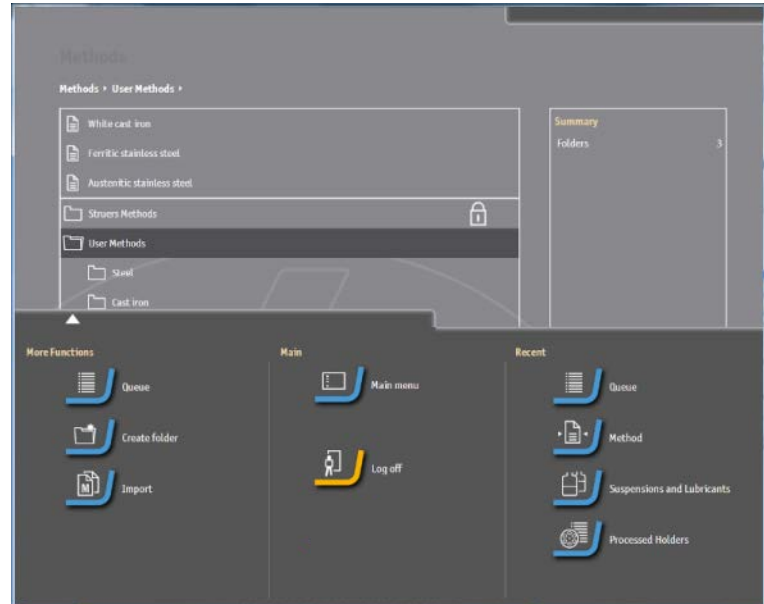 Methods
Methods ▸ User Methods ▸
White cast iron
Ferritic stainless steel
Austenitic stainless steel
Struers Methods
User Methods
Steel
Cast iron
Summary
Folders 3
More Functions
Queue
Create folder
Import
Main
Main menu
Log off
Recent
Queue
Method
Suspensions and Lubricants
Processed Holders